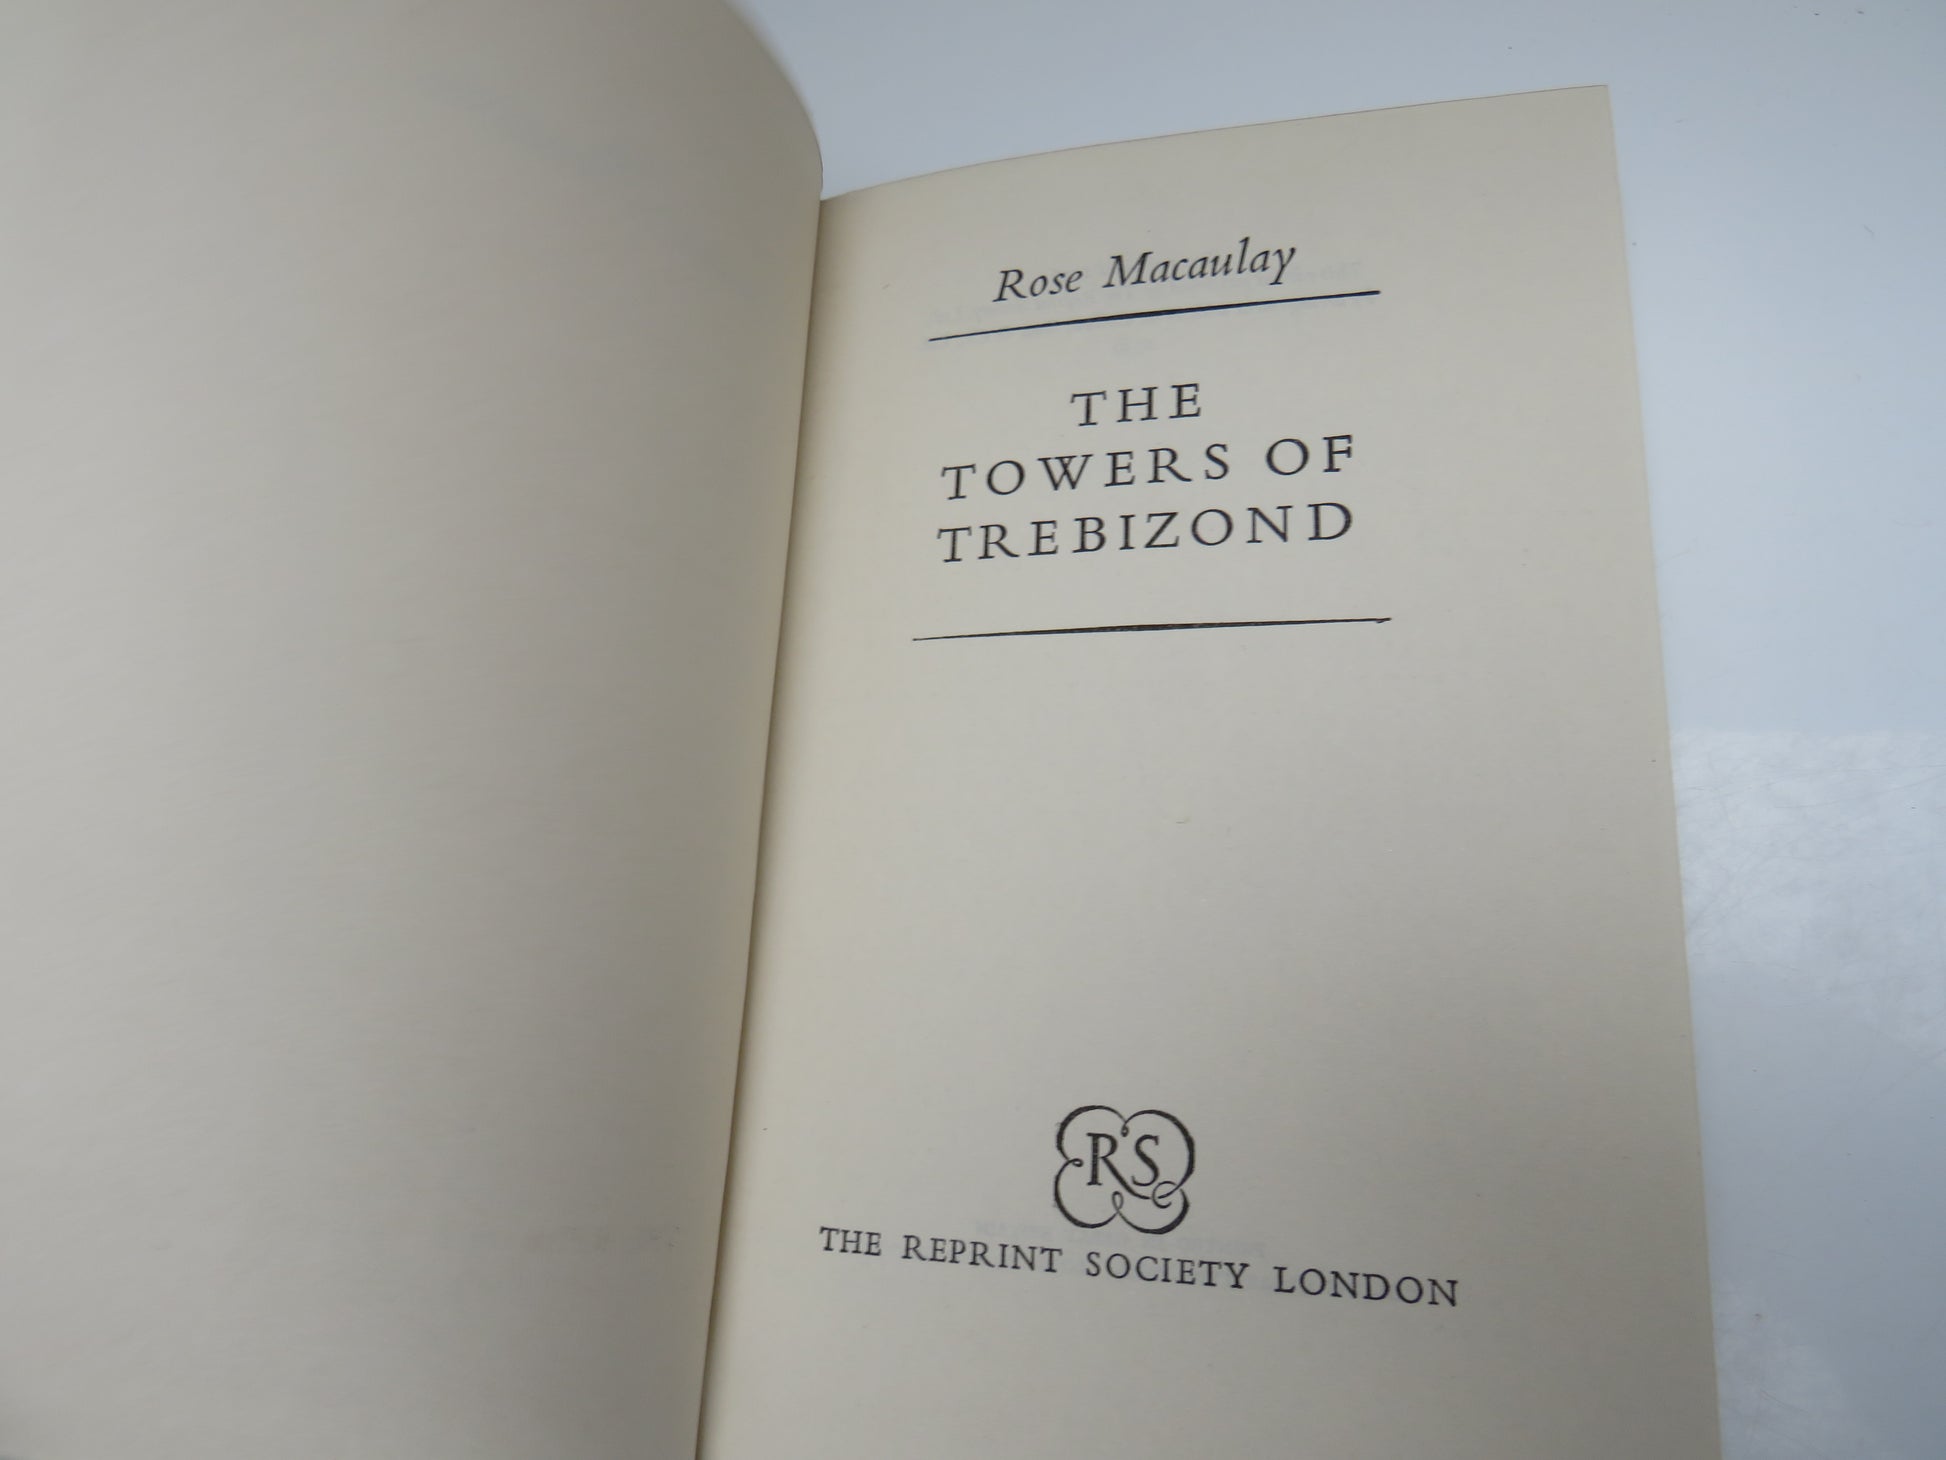 Rose Macaulay
THE
TOWERS OF
TREBIZOND
RS
THE REPRINT SOCIETY LONDON